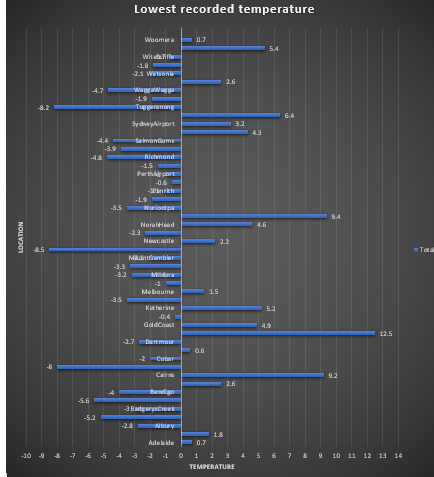 Lowest recorded temperature
Woomera 0.7
5.4
Witchcliffe
-1.8
-2.1 Watsonia
2.6
-4.7 WaggaWagga
-1.9
-8.2 Tuggeranong
6.4
SydneyAirport 3.2
4.3
-4.4 SalmonGums
-3.9
-4.8 Richmond
-1.5
PerthAirport
-0.6
Penrith
-1.9
-3.5 Nuriootpa
9.4
NorahHead 4.6
-2.3
Newcastle 2.2
-8.5
MountGambier
-3.3
-3.2 Mildura
-1
Melbourne 1.5
-3.5
Katherine 5.2
-0.4
GoldCoast 4.9
12.5
-2.7 Dartmoor
0.6
-2 Cobar
-8
Cairns 9.2
2.6
-4 Bendigo
-5.6
-3 BadgerysCreek
-5.2
-2.8 Albury
1.8
Adelaide 0.7
LOCATION
Total
-10 -9 -8 -7 -6 -5 -4 -3 -2 -1 0 1 2 3 4 5 6 7 8 9 10 11 12 13 14
TEMPERATURE